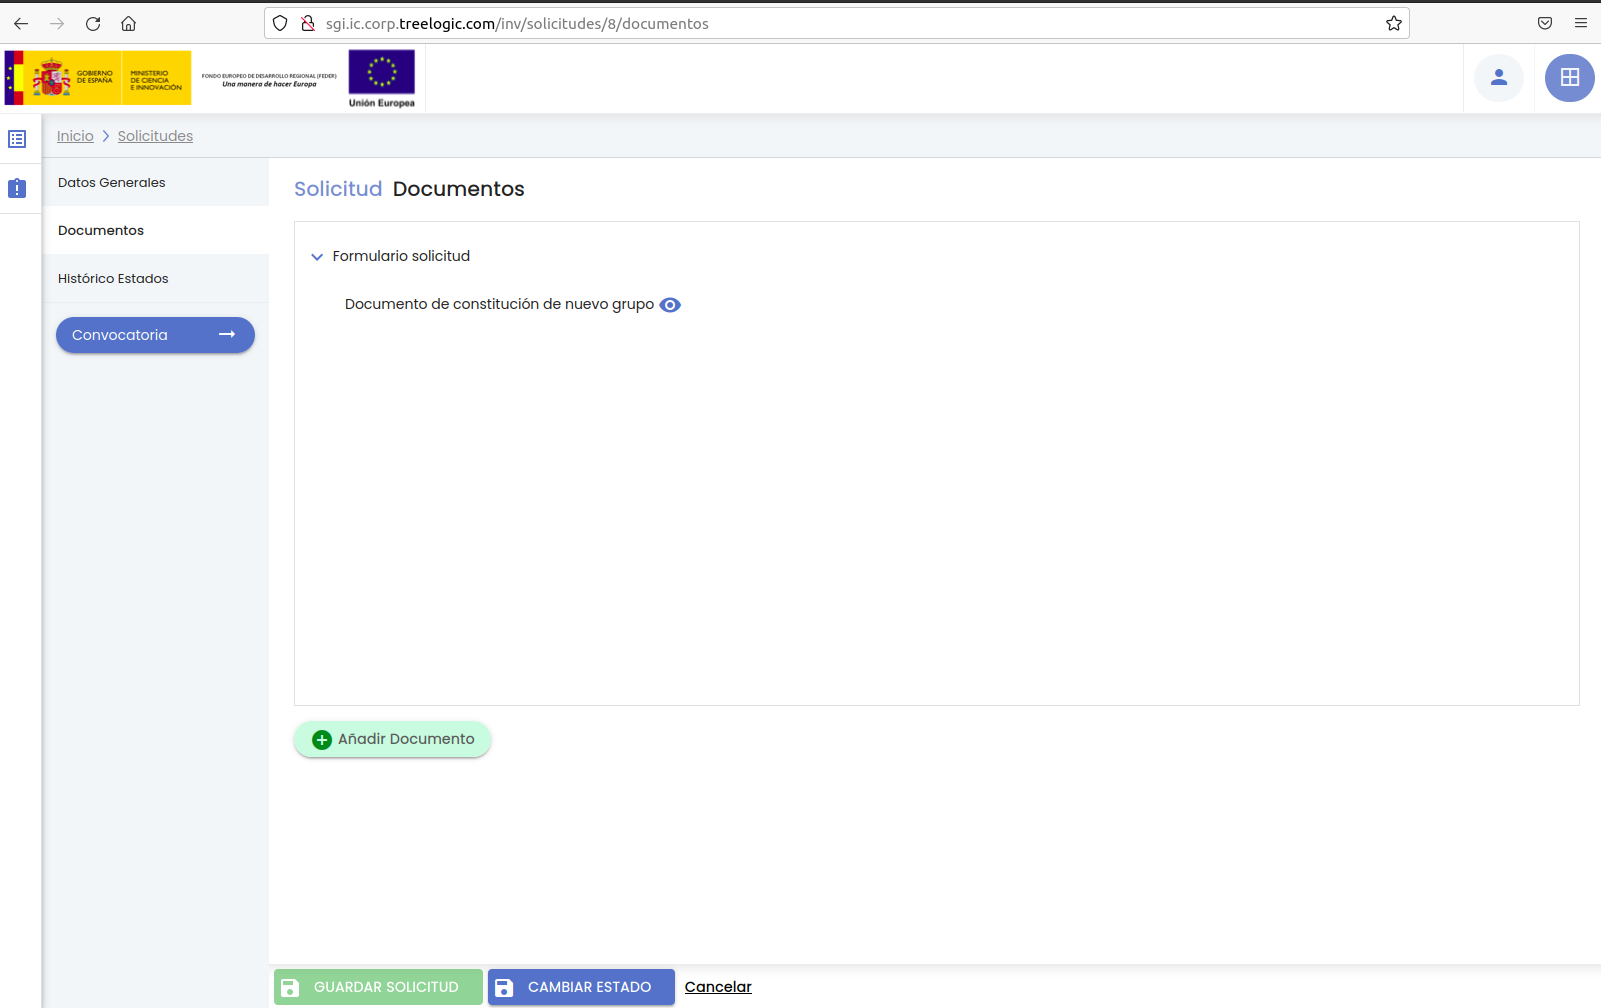 sgi.ic.corp.treelogic.com/inv/solicitudes/8/documentos
GOBIERNO
DE ESPAÑA
MINISTERIO
DE CIENCIA
E INNOVACIÓN
FONDO EUROPEO DE DESARROLLO REGIONAL (FEDER)
Una manera de hacer Europa
Unión Europea
Inicio
Solicitudes
Datos Generales
Documentos
Histórico Estados
Convocatoria
Solicitud Documentos
Formulario solicitud
Documento de constitución de nuevo grupo
Añadir Documento
GUARDAR SOLICITUD
CAMBIAR ESTADO
Cancelar